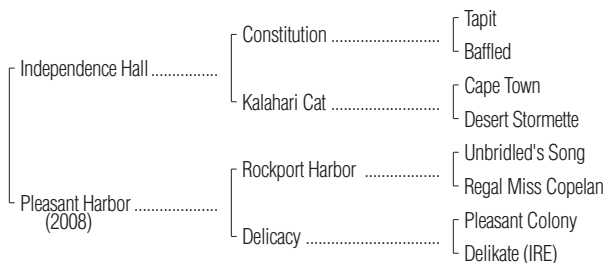 Tapit
Constitution ..........................
Baffled
Independence Hall ................
Cape Town
Kalahari Cat ..........................
Desert Stormette
Unbridled's Song
Rockport Harbor ..................
Regal Miss Copelan
Pleasant Harbor ....................
(2008)
Pleasant Colony
Delicacy ................................
Delikate (IRE)